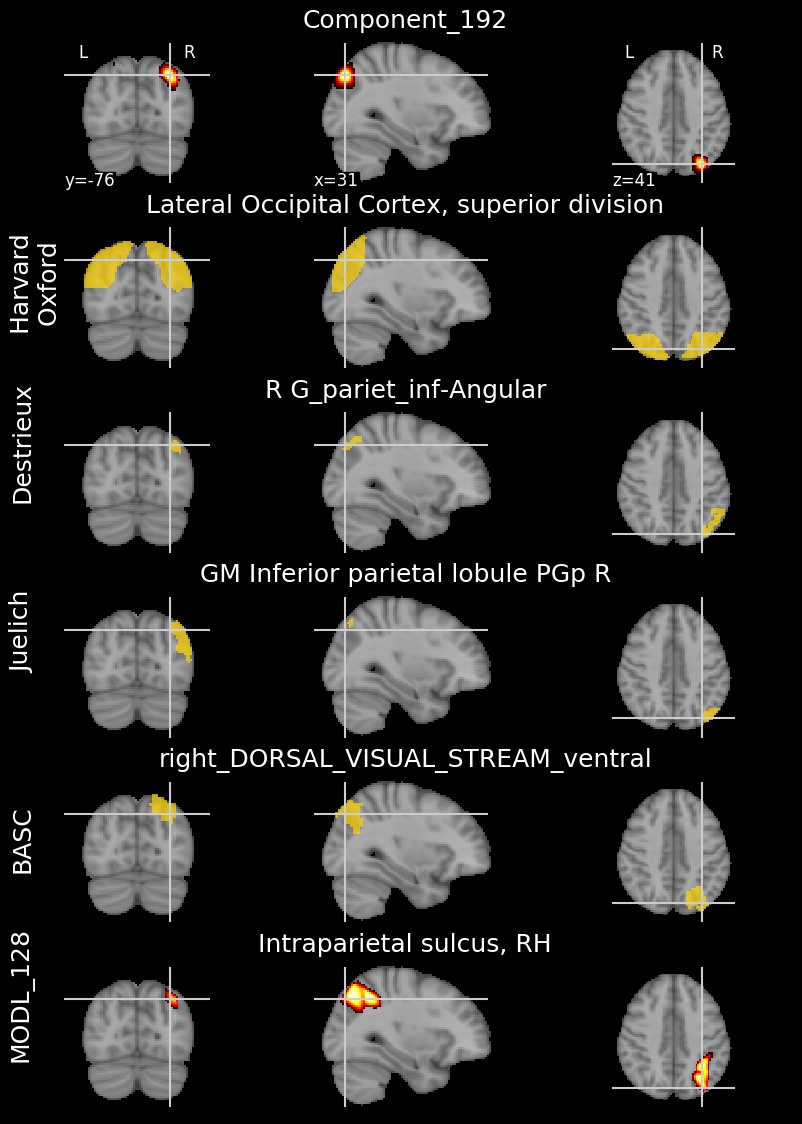 Component_192
L R
L R
y=-76
x=31
z=41
Lateral Occipital Cortex, superior division
Harvard
Oxford
R G_pariet_inf-Angular
Destrieux
GM Inferior parietal lobule PGp R
Juelich
right_DORSAL_VISUAL_STREAM_ventral
BASC
Intraparietal sulcus, RH
MODL_128